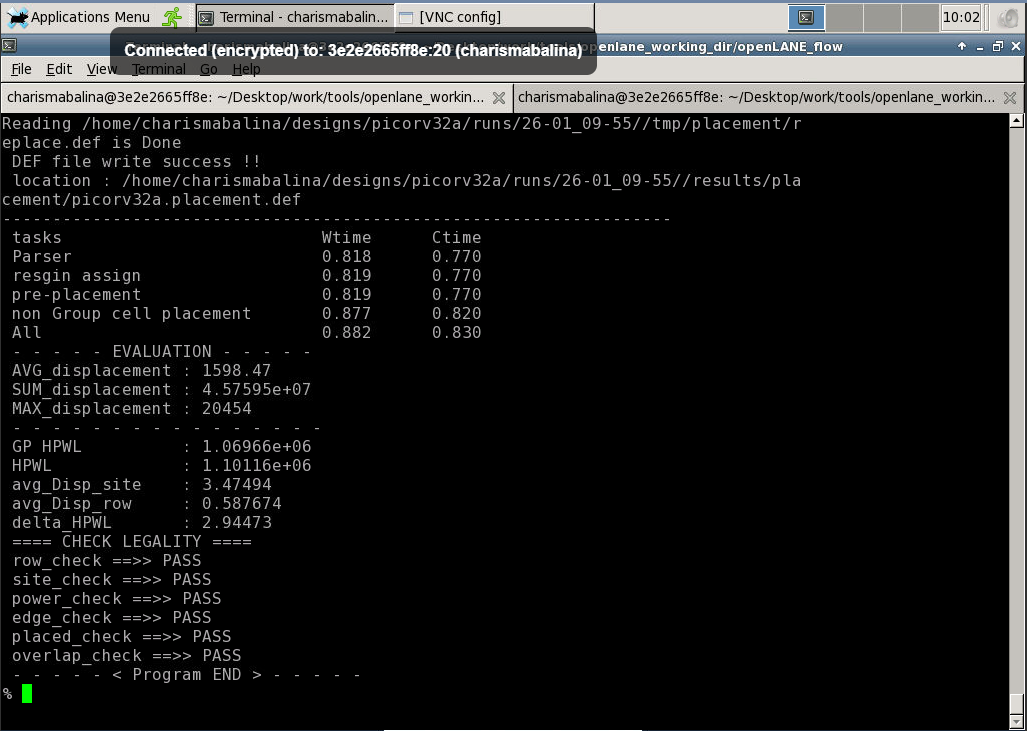 Applications Menu
Terminal - charismabalin...
[VNC config]
10:02
Connected (encrypted) to: 3e2e2665ff8e:20 (charismabalina)
openlane_working_dir/openLANE_flow
File Edit View Terminal Go Help
charismabalina@3e2e2665ff8e: ~/Desktop/work/tools/openlane_workin...
charismabalina@3e2e2665ff8e: ~/Desktop/work/tools/openlane_workin...
Reading /home/charismabalina/designs/picorv32a/runs/26-01_09-55//tmp/placement/r
eplace.def is Done
DEF file write success !!
location : /home/charismabalina/designs/picorv32a/runs/26-01_09-55//results/pla
cement/picorv32a.placement.def
-------------------------------------------------------------------
tasks Wtime Ctime
Parser 0.818 0.770
resgin assign 0.819 0.770
pre-placement 0.819 0.770
non Group cell placement 0.877 0.820
All 0.882 0.830
- - - - - EVALUATION - - - - -
AVG_displacement : 1598.47
SUM_displacement : 4.57595e+07
MAX_displacement : 20454
- - - - - - - - - - - - - - - -
GP HPWL : 1.06966e+06
HPWL : 1.10116e+06
avg_Disp_site : 3.47494
avg_Disp_row : 0.587674
delta_HPWL : 2.94473
==== CHECK LEGALITY ====
row_check ==>> PASS
site_check ==>> PASS
power_check ==>> PASS
edge_check ==>> PASS
placed_check ==>> PASS
overlap_check ==>> PASS
- - - - - < Program END > - - - - -
%